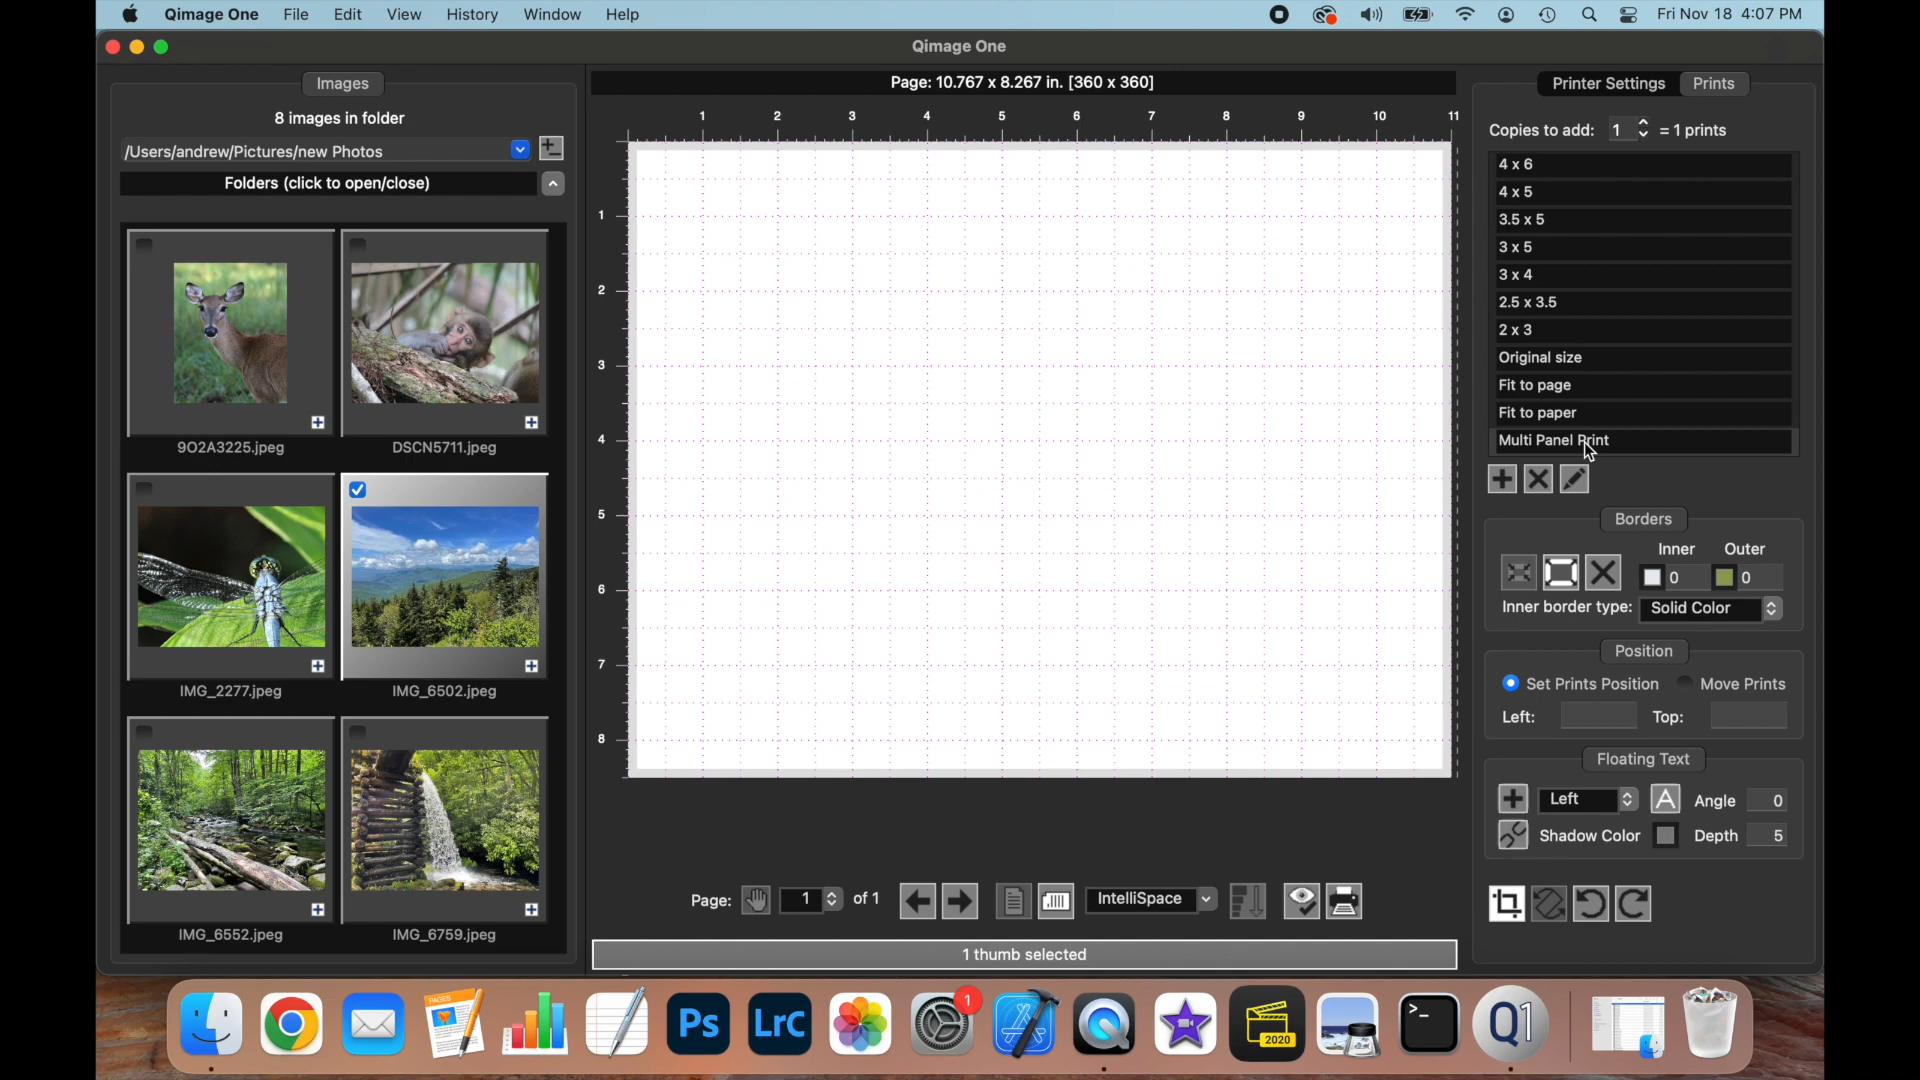 Qimage One File Edit View History Window Help Fri Nov 18 4:07 PM
Qimage One
Images
8 images in folder
/Users/andrew/Pictures/new Photos
Folders (click to open/close)
902A3225.jpeg DSCN5711.jpeg
IMG_2277.jpeg IMG_6502.jpeg
IMG_6552.jpeg IMG_6759.jpeg
Page: 10.767 x 8.267 in. [360 x 360]
1 2 3 4 5 6 7 8 9 10 11
1
2
3
4
5
6
7
8
Page: 1 of 1 IntelliSpace
1 thumb selected
Printer Settings Prints
Copies to add: 1 = 1 prints
4 x 6
4 x 5
3.5 x 5
3 x 5
3 x 4
2.5 x 3.5
2 x 3
Original size
Fit to page
Fit to paper
Multi Panel Print
Borders
Inner Outer
0 0
Inner border type: Solid Color
Position
Set Prints Position Move Prints
Left: Top:
Floating Text
Left A Angle 0
Shadow Color Depth 5
PAGES Ps LrC 1 2020 >_ Q1